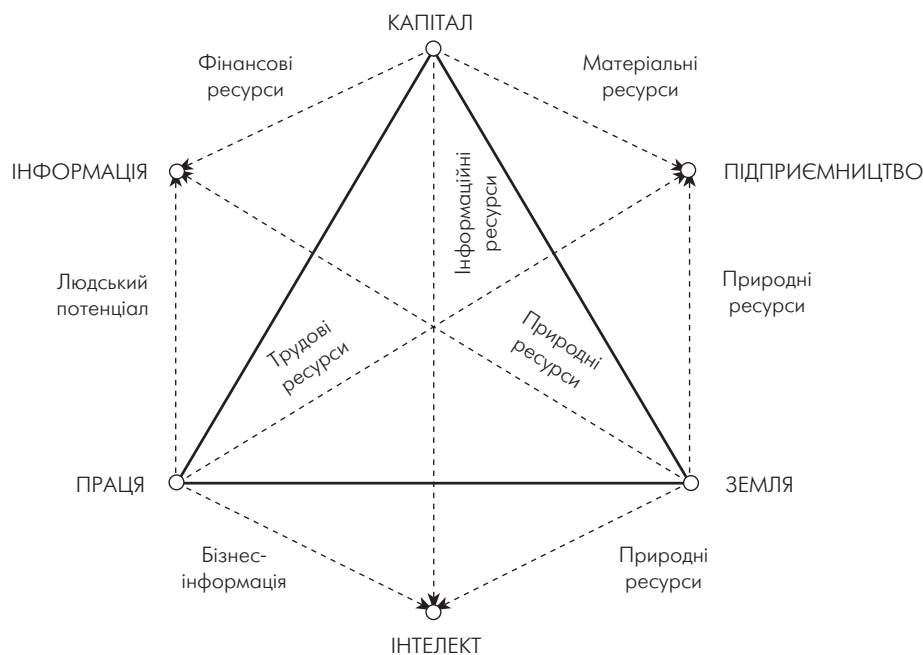 КАПІТАЛ
Фінансові
ресурси
Матеріальні
ресурси
ІНФОРМАЦІЯ
ПІДПРИЄМНИЦТВО
Інформаційні
ресурси
Людський
потенціал
Природні
ресурси
Трудові
ресурси
Природні
ресурси
ПРАЦЯ
ЗЕМЛЯ
Бізнес-
інформація
Природні
ресурси
ІНТЕЛЕКТ